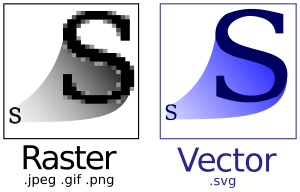 S S
S S
Raster Vector
.jpeg .gif .png .svg